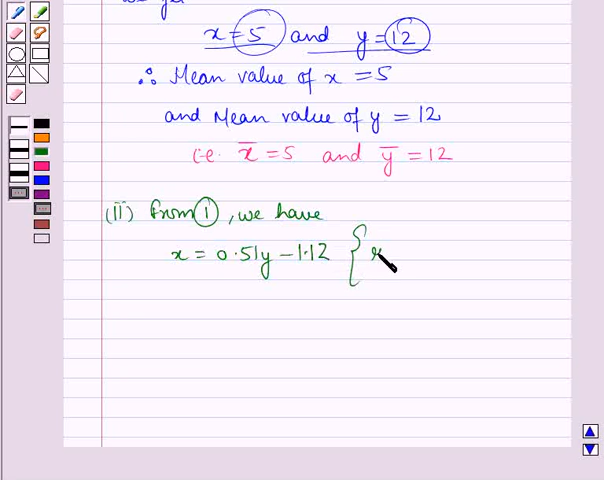 x = 5 and y = 12
∴ Mean value of x = 5
and Mean value of y = 12
i.e. x̅ = 5 and y̅ = 12
(ii) From ①, we have
x = 0.51y - 1.12 {